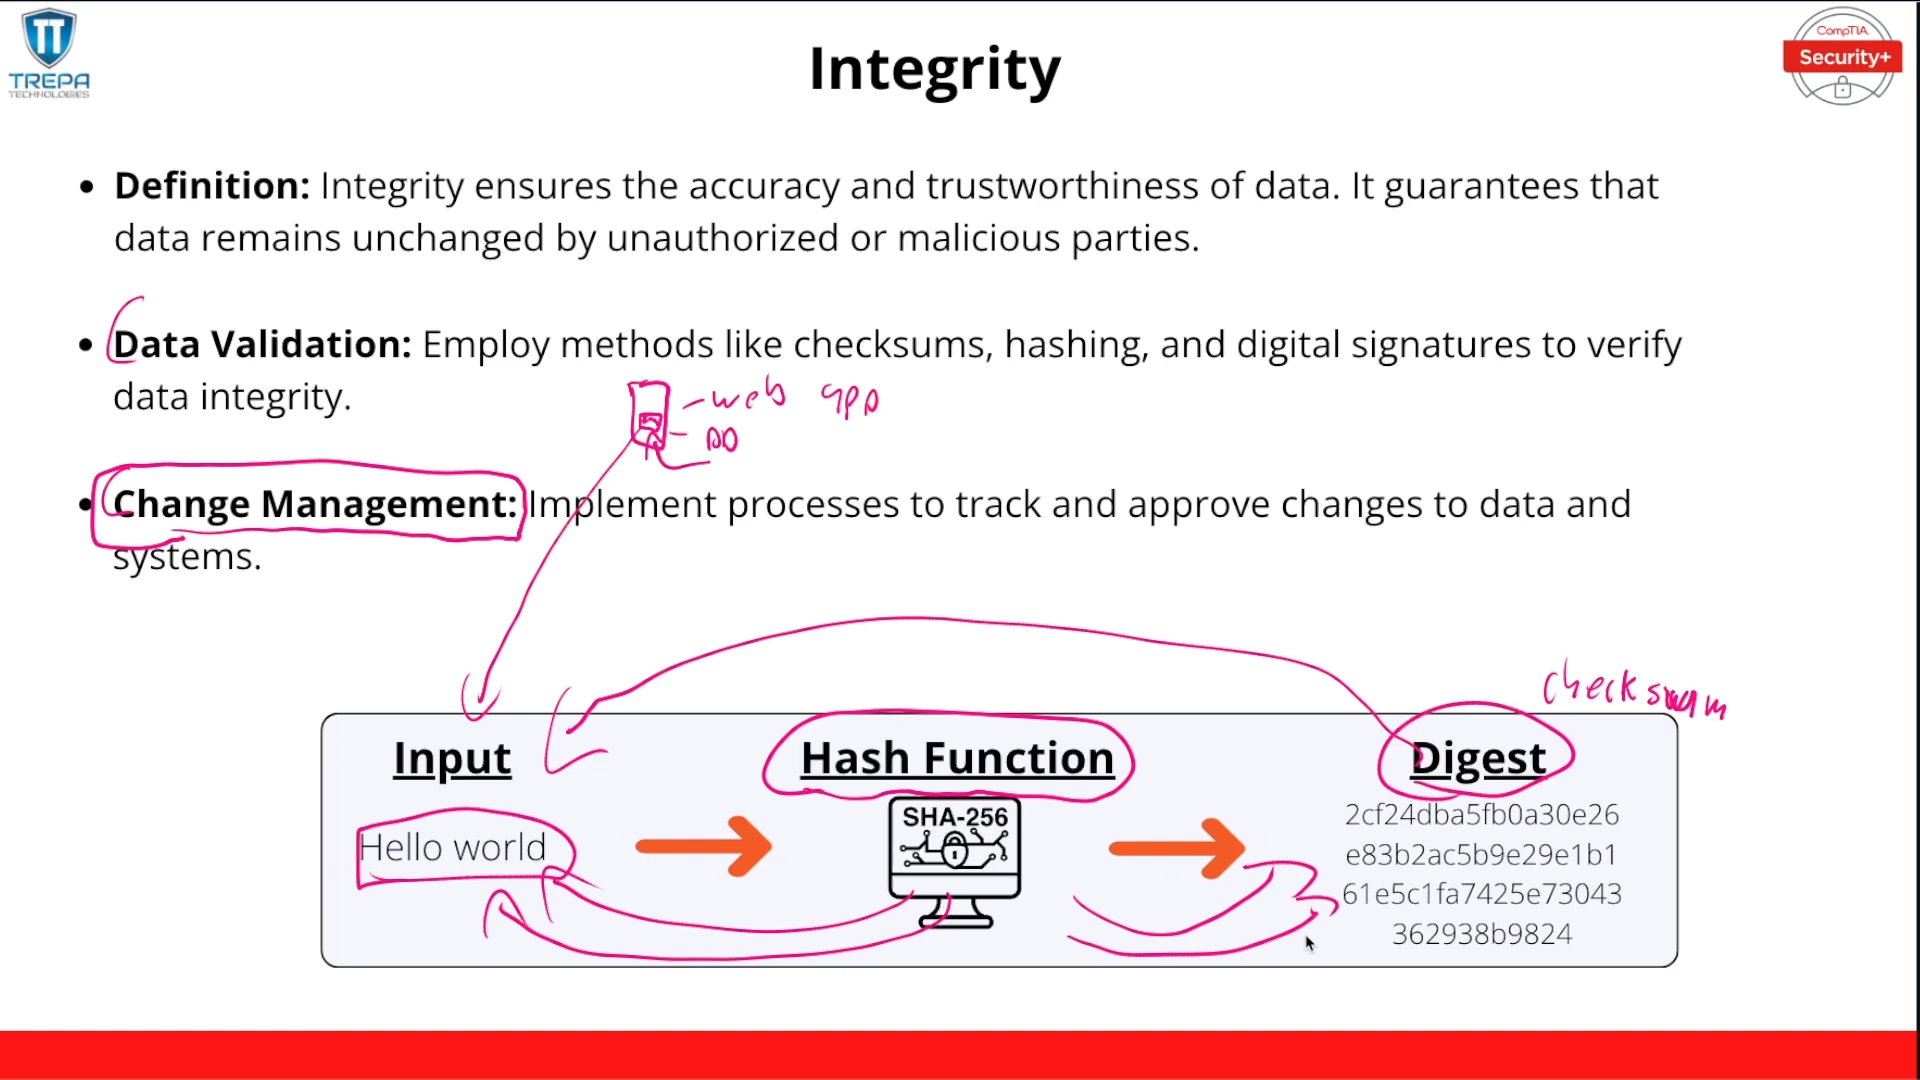 TREPA
TECHNOLOGIES
Integrity
CompTIA
Security+
• Definition: Integrity ensures the accuracy and trustworthiness of data. It guarantees that
data remains unchanged by unauthorized or malicious parties.
• Data Validation: Employ methods like checksums, hashing, and digital signatures to verify
data integrity.
- web app
• Change Management: Implement processes to track and approve changes to data and
systems.
Input
Hash Function
Digest
Hello world
SHA-256
2cf24dba5fb0a30e26
e83b2ac5b9e29e1b1
61e5c1fa7425e73043
362938b9824